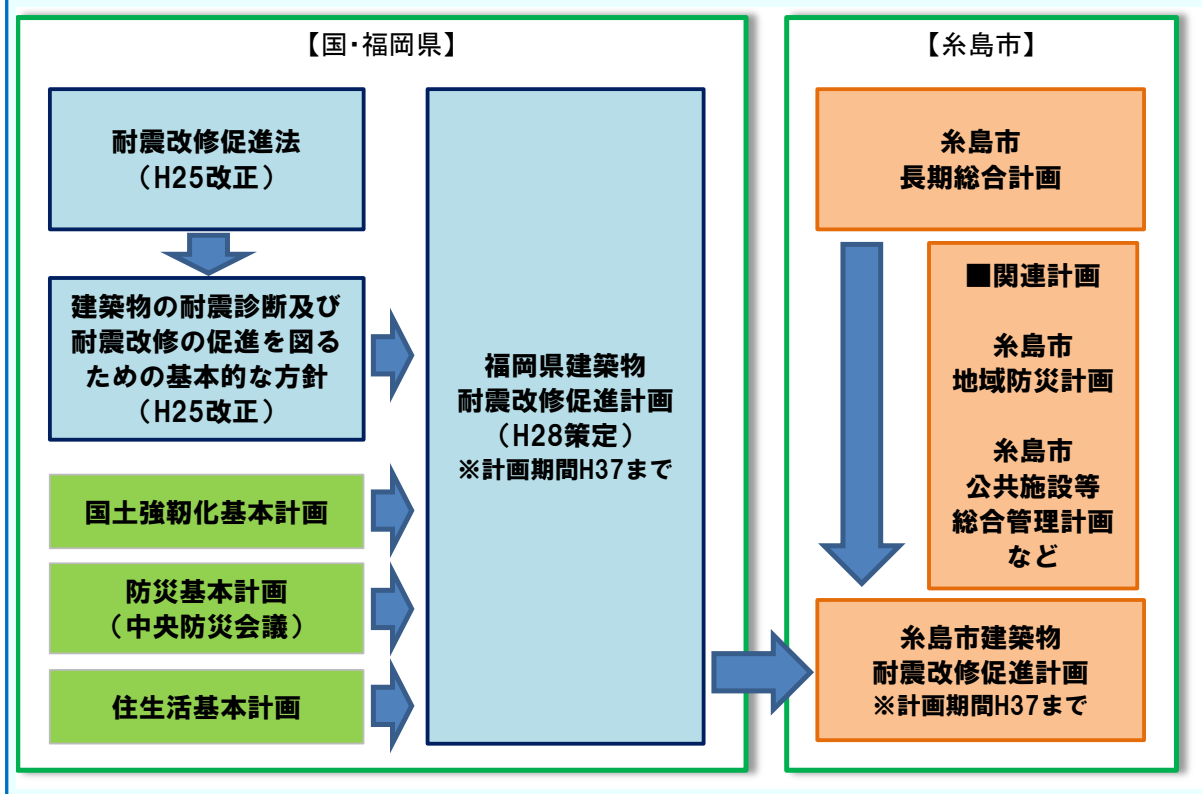 【国・福岡県】
耐震改修促進法
（H25改正）
建築物の耐震診断及び
耐震改修の促進を図る
ための基本的な方針
（H25改正）
国土強靭化基本計画
防災基本計画
（中央防災会議）
住生活基本計画
福岡県建築物
耐震改修促進計画
（H28策定）
※計画期間H37まで
【糸島市】
糸島市
長期総合計画
■関連計画
糸島市
地域防災計画
糸島市
公共施設等
総合管理計画
など
糸島市建築物
耐震改修促進計画
※計画期間H37まで